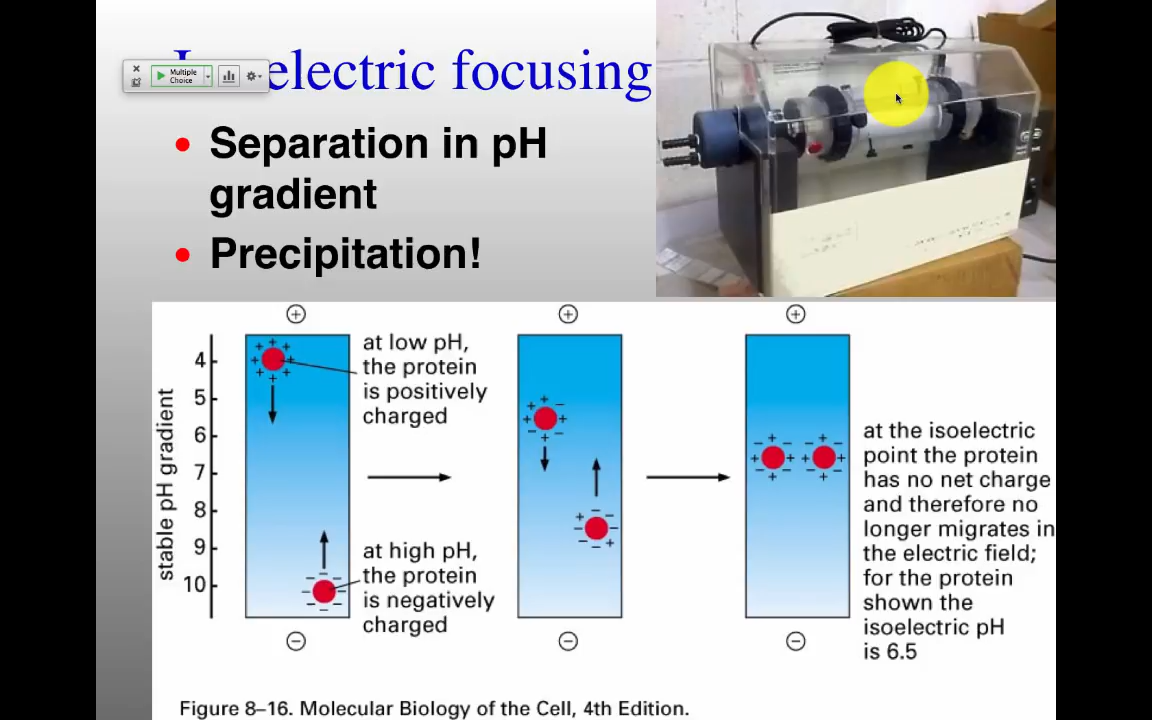 electric focusing
Multiple
Choice
• Separation in pH
gradient
• Precipitation!
stable pH gradient
4
5
6
7
8
9
10
+
at low pH,
the protein
is positively
charged
at high pH,
the protein
is negatively
charged
−
+
−
+
−
at the isoelectric
point the protein
has no net charge
and therefore no
longer migrates in
the electric field;
for the protein
shown the
isoelectric pH
is 6.5
Figure 8–16. Molecular Biology of the Cell, 4th Edition.